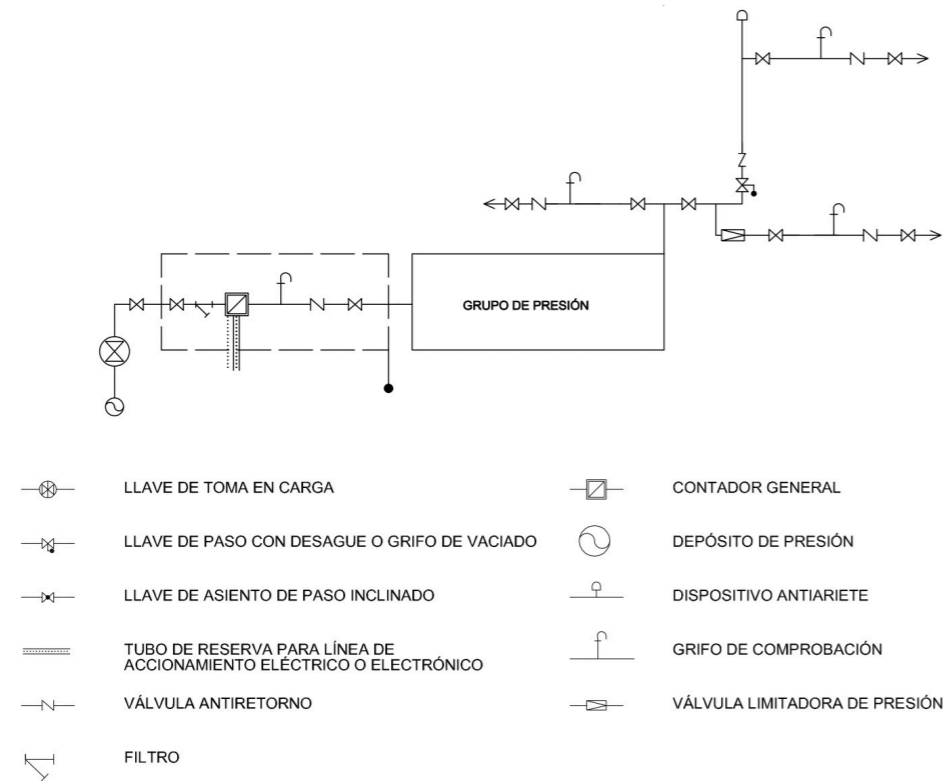 GRUPO DE PRESIÓN
LLAVE DE TOMA EN CARGA
LLAVE DE PASO CON DESAGUE O GRIFO DE VACIADO
LLAVE DE ASIENTO DE PASO INCLINADO
TUBO DE RESERVA PARA LÍNEA DE
ACCIONAMIENTO ELÉCTRICO O ELECTRÓNICO
VÁLVULA ANTIRETORNO
FILTRO
CONTADOR GENERAL
DEPÓSITO DE PRESIÓN
DISPOSITIVO ANTIARIETE
GRIFO DE COMPROBACIÓN
VÁLVULA LIMITADORA DE PRESIÓN